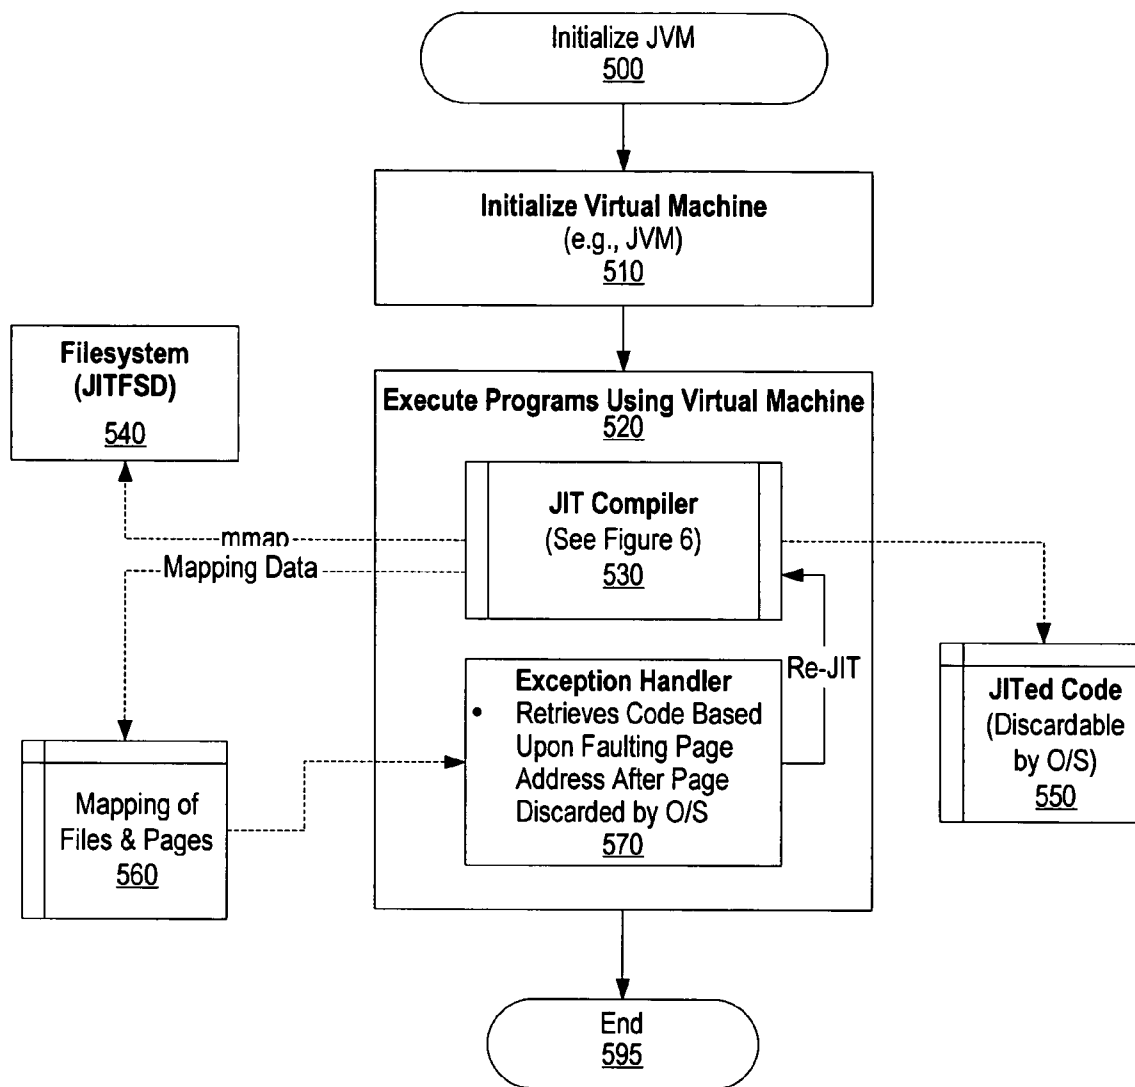 Initialize JVM
500
Initialize Virtual Machine
(e.g., JVM)
510
Filesystem
(JITFSD)
540
Execute Programs Using Virtual Machine
520
JIT Compiler
(See Figure 6)
530
mmap
Mapping Data
Re-JIT
Exception Handler
• Retrieves Code Based
Upon Faulting Page
Address After Page
Discarded by O/S
570
JITed Code
(Discardable
by O/S)
550
Mapping of
Files & Pages
560
End
595